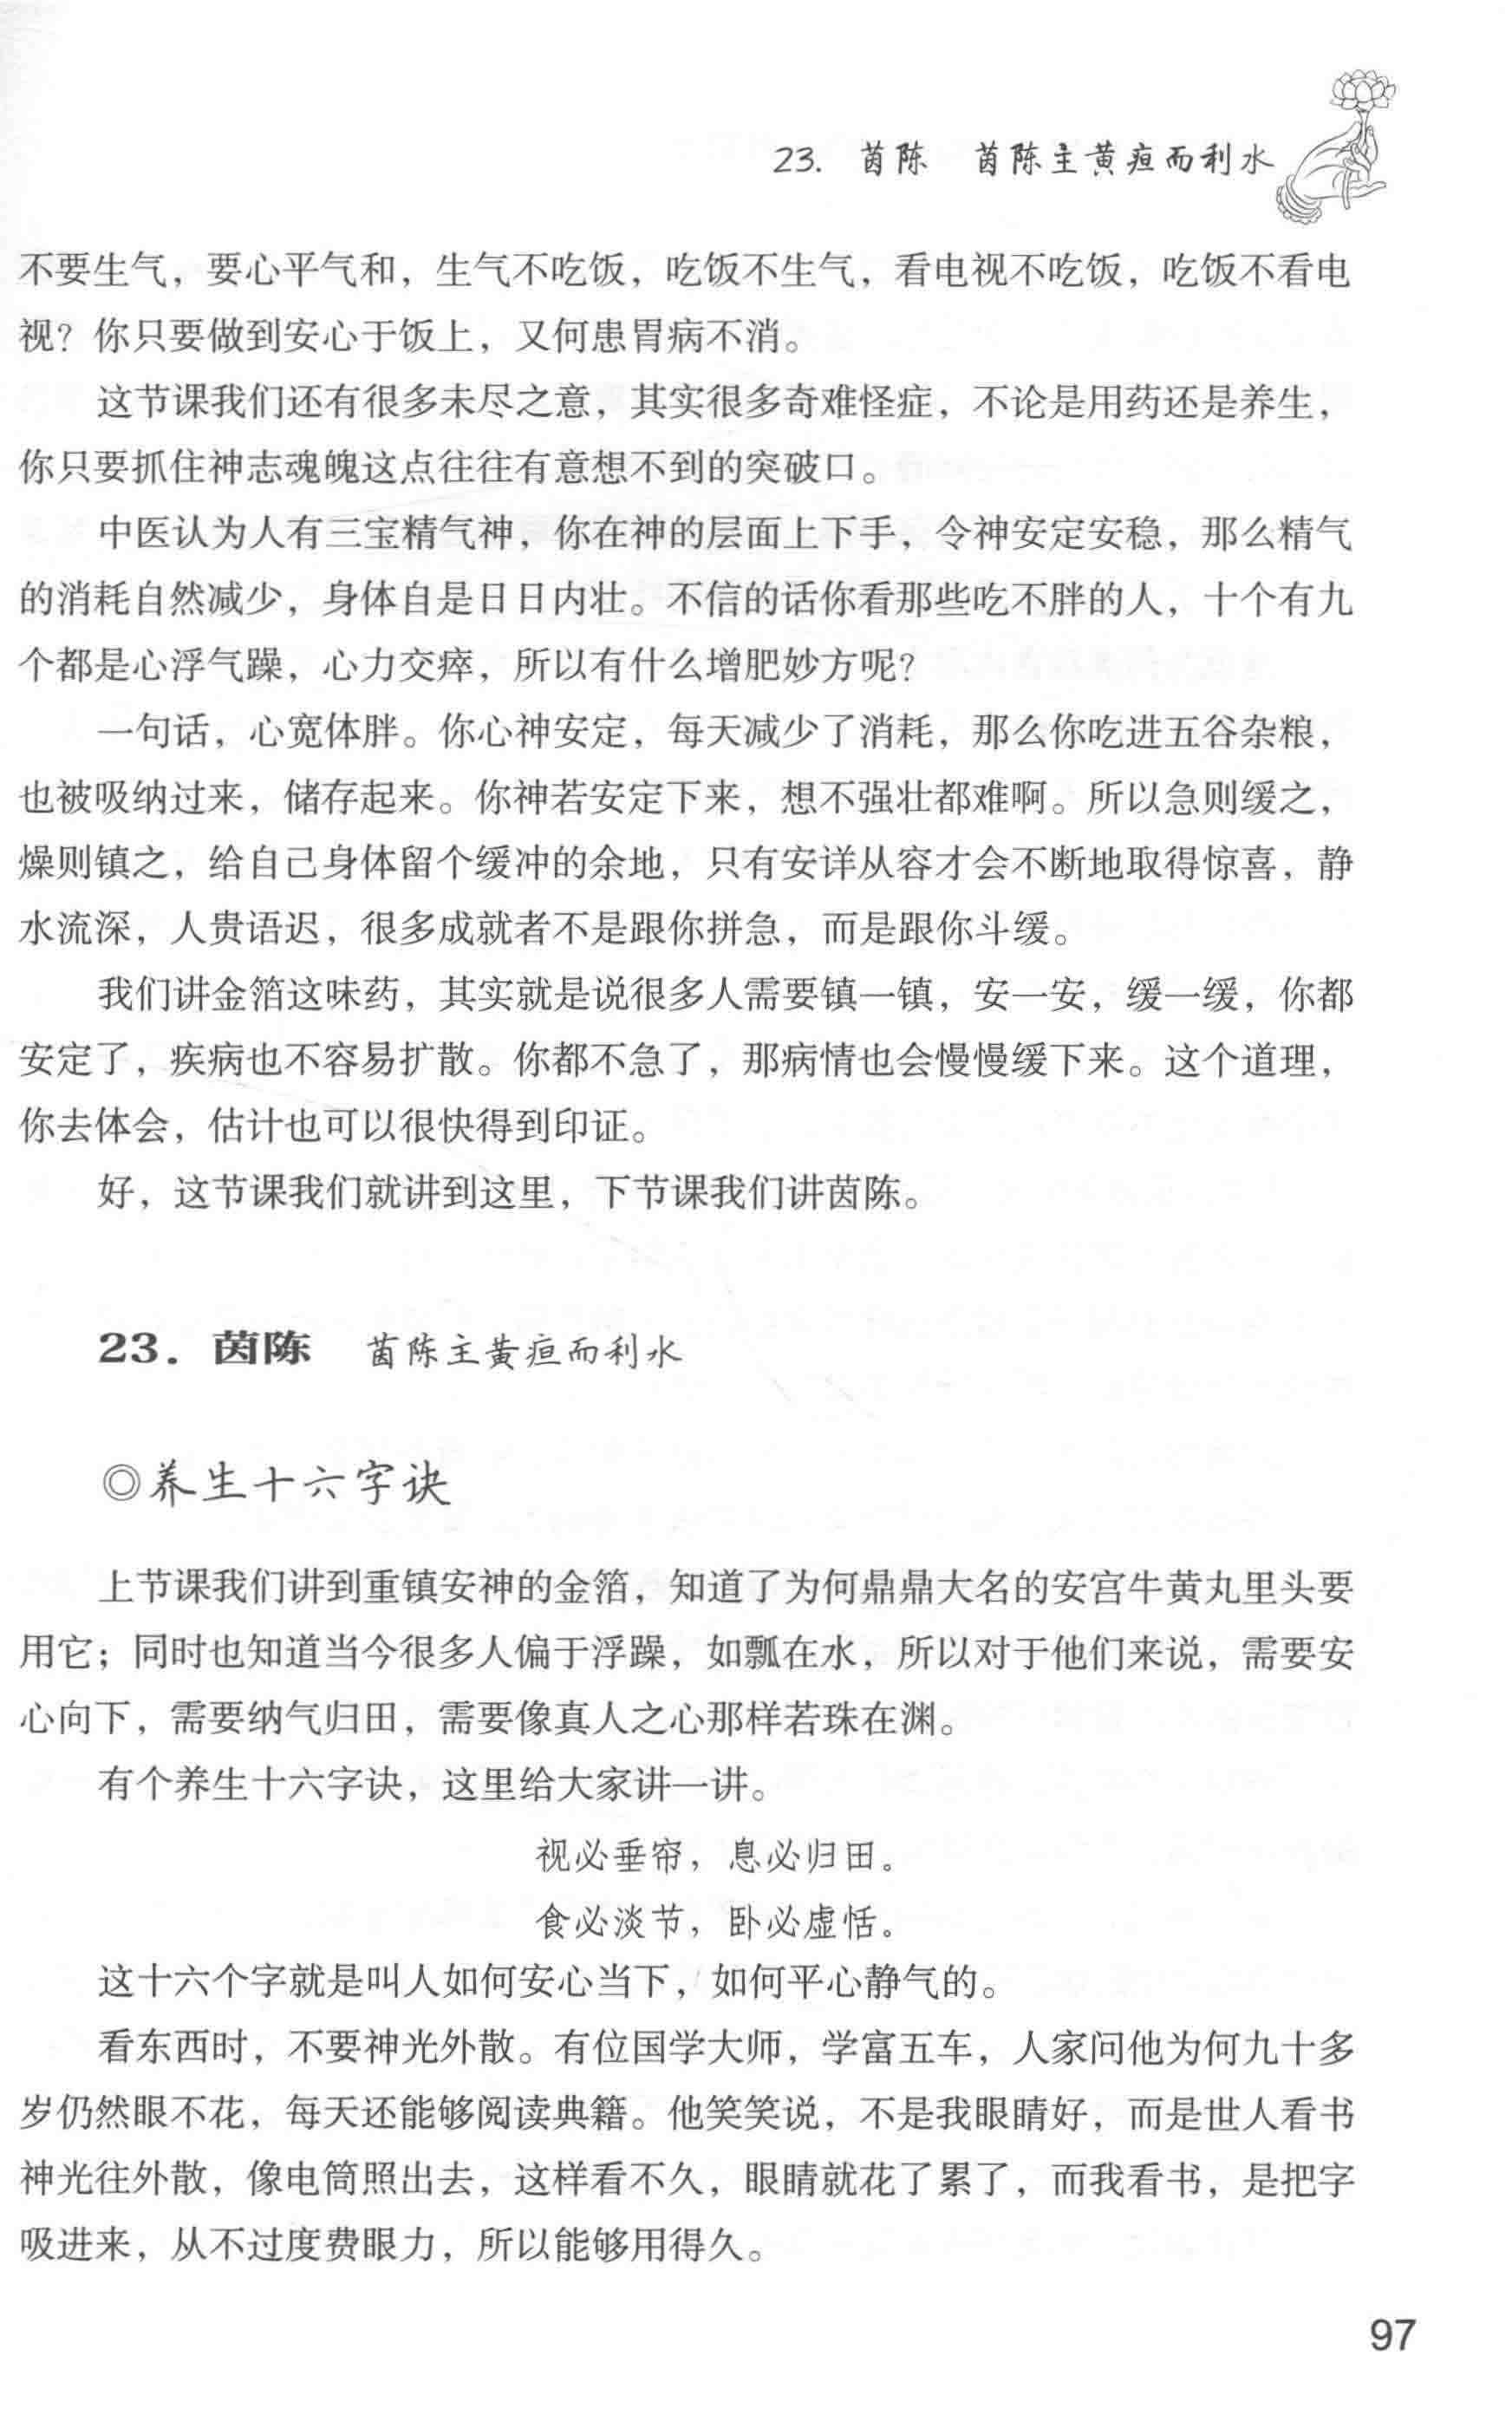 23. 茵陈　茵陈主黄疸而利水
不要生气，要心平气和，生气不吃饭，吃饭不生气，看电视不吃饭，吃饭不看电
视？你只要做到安心于饭上，又何患胃病不消。
这节课我们还有很多未尽之意，其实很多奇难怪症，不论是用药还是养生，
你只要抓住神志魂魄这点往往有意想不到的突破口。
中医认为人有三宝精气神，你在神的层面上下手，令神安定安稳，那么精气
的消耗自然减少，身体自是日日内壮。不信的话你看那些吃不胖的人，十个有九
个都是心浮气躁，心力交瘁，所以有什么增肥妙方呢？
一句话，心宽体胖。你心神安定，每天减少了消耗，那么你吃进五谷杂粮，
也被吸纳过来，储存起来。你神若安定下来，想不强壮都难啊。所以急则缓之，
燥则镇之，给自己身体留个缓冲的余地，只有安详从容才会不断地取得惊喜，静
水流深，人贵语迟，很多成就者不是跟你拼急，而是跟你斗缓。
我们讲金箔这味药，其实就是说很多人需要镇一镇，安一安，缓一缓，你都
安定了，疾病也不容易扩散。你都不急了，那病情也会慢慢缓下来。这个道理，
你去体会，估计也可以很快得到印证。
好，这节课我们就讲到这里，下节课我们讲茵陈。
23. 茵陈　茵陈主黄疸而利水
◎养生十六字诀
上节课我们讲到重镇安神的金箔，知道了为何鼎鼎大名的安宫牛黄丸里头要
用它；同时也知道当今很多人偏于浮躁，如瓢在水，所以对于他们来说，需要安
心向下，需要纳气归田，需要像真人之心那样若珠在渊。
有个养生十六字诀，这里给大家讲一讲。
视必垂帘，息必归田。
食必淡节，卧必虚恬。
这十六个字就是叫人如何安心当下，如何平心静气的。
看东西时，不要神光外散。有位国学大师，学富五车，人家问他为何九十多
岁仍然眼不花，每天还能够阅读典籍。他笑笑说，不是我眼睛好，而是世人看书
神光往外散，像电筒照出去，这样看不久，眼睛就花了累了，而我看书，是把字
吸进来，从不过度费眼力，所以能够用得久。
97